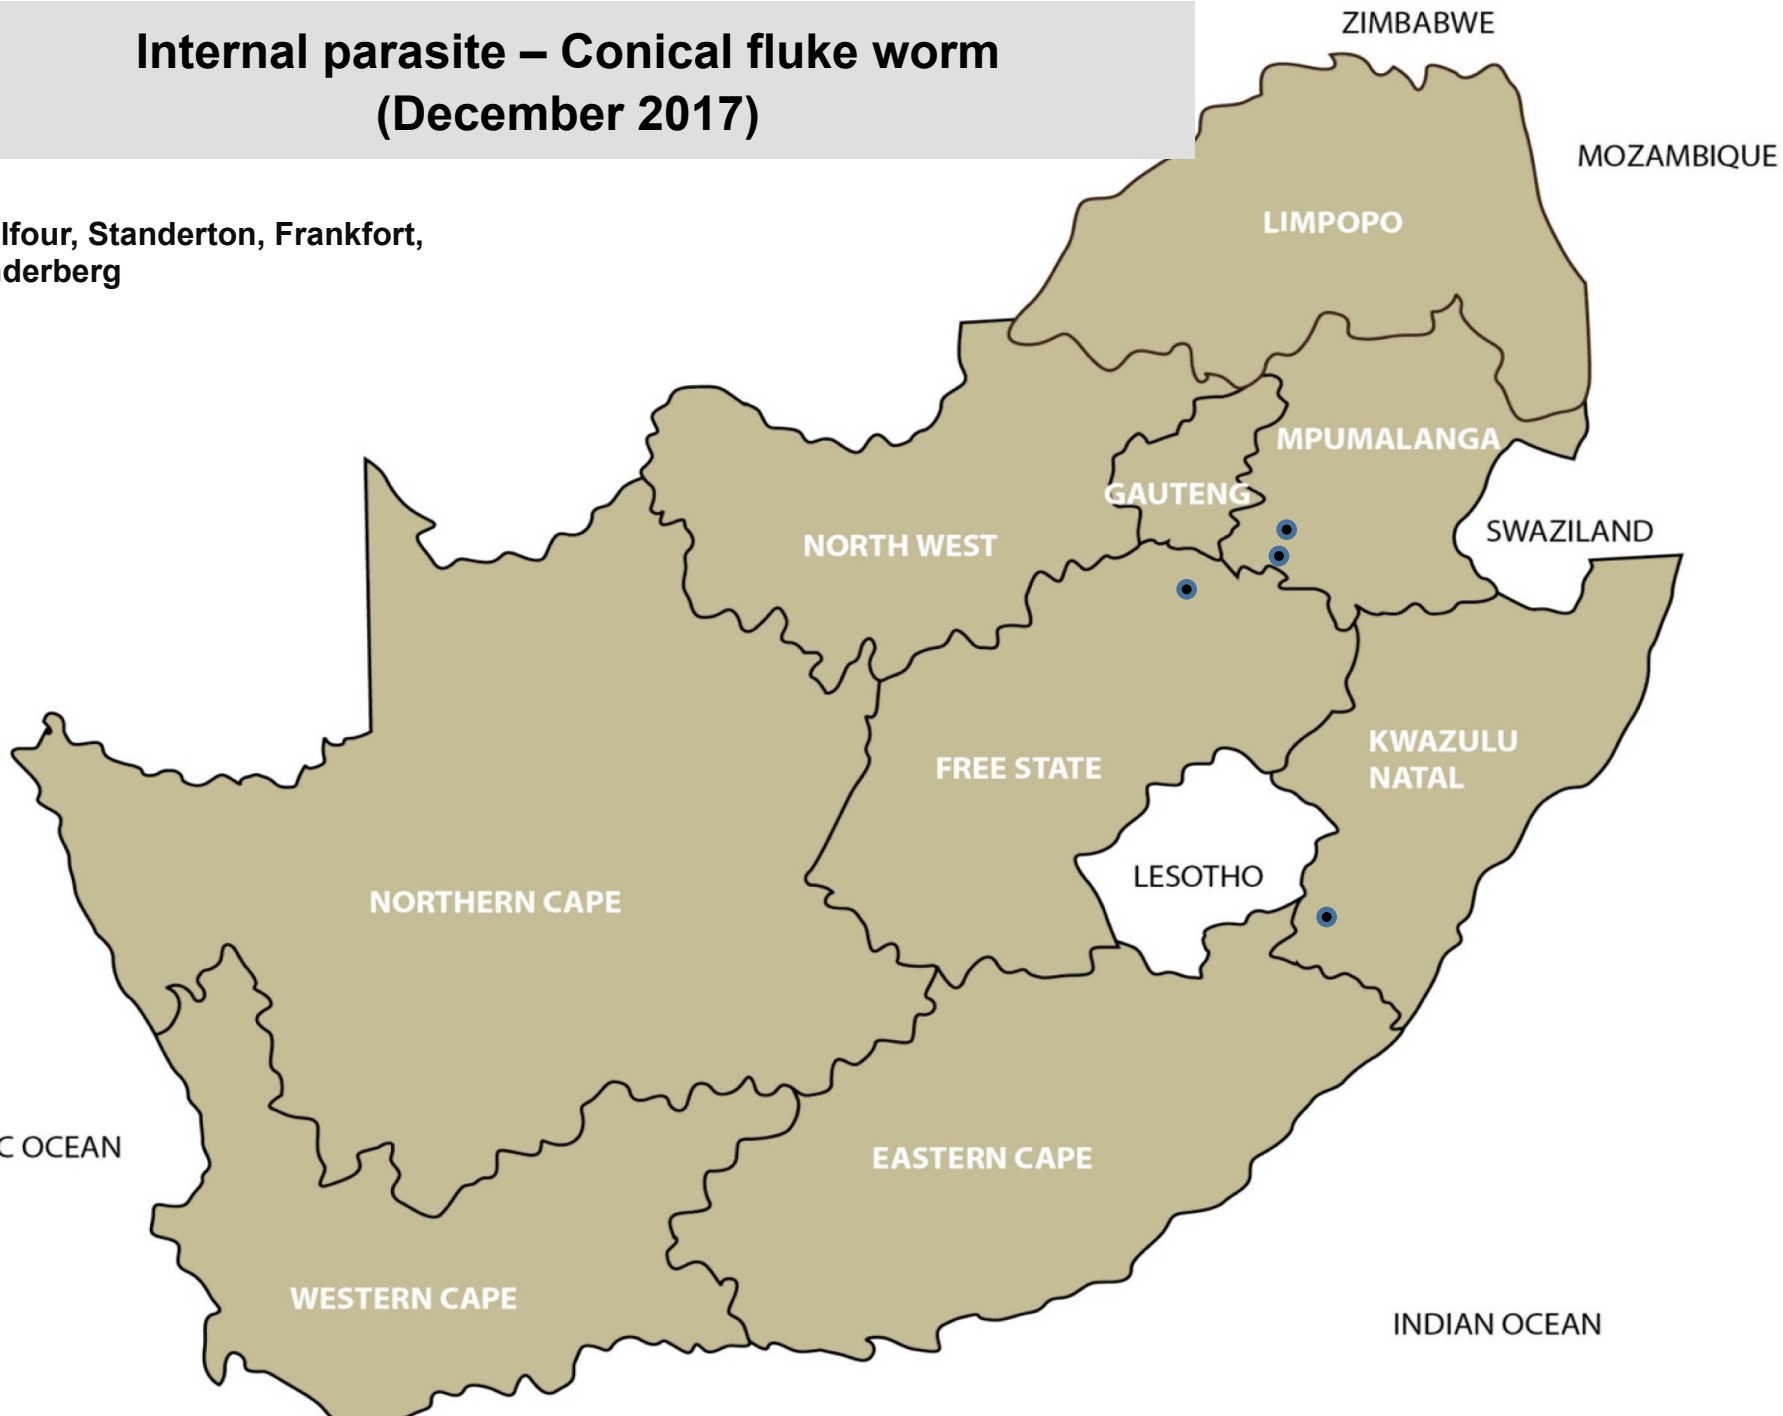 Internal parasite – Conical fluke worm
(December 2017)
lfour, Standerton, Frankfort,
derberg
ZIMBABWE
MOZAMBIQUE
LIMPOPO
MPUMALANGA
GAUTENG
SWAZILAND
NORTH WEST
KWAZULU
NATAL
FREE STATE
LESOTHO
NORTHERN CAPE
C OCEAN
EASTERN CAPE
WESTERN CAPE
INDIAN OCEAN